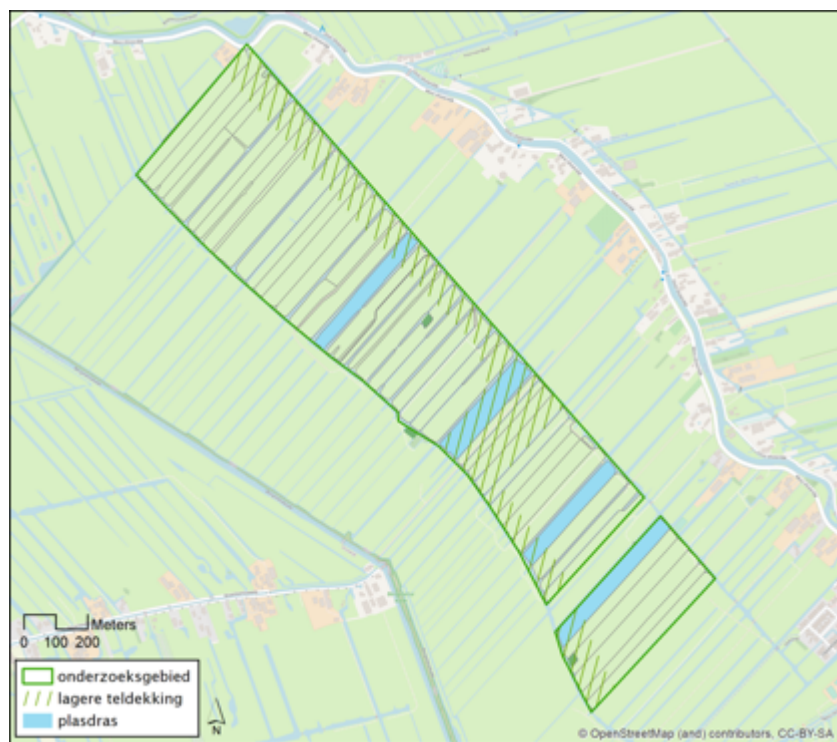 Meters
0 100 200
onderzoeksgebied
lagere teldekking
plasdras
N
© OpenStreetMap (and) contributors, CC-BY-SA